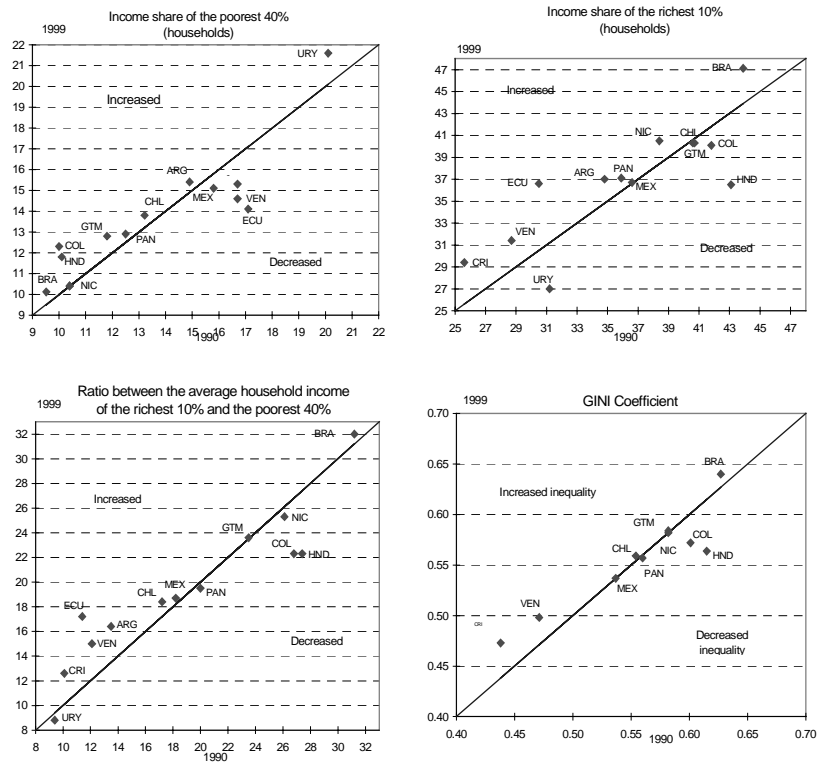 Income share of the poorest 40%
(households)
1999
22
21
20
19
18
17
16
15
14
13
12
11
10
9
URY
Increased
ARG
MEX
VEN
ECU
CHL
GTM
PAN
COL
HND
Decreased
BRA
NIC
9 10 11 12 13 14 15 16 17 18 19 20 21 22
1990
Income share of the richest 10%
(households)
1999
47
45
43
41
39
37
35
33
31
29
27
25
BRA
Increased
NIC
CHL
COL
GTM
ARG
PAN
ECU
MEX
HND
VEN
Decreased
CRI
URY
25 27 29 31 33 35 37 39 41 43 45 47
1990
Ratio between the average household income
of the richest 10% and the poorest 40%
1999
32
30
28
26
24
22
20
18
16
14
12
10
8
BRA
Increased
NIC
GTM
COL
HND
MEX
CHL
PAN
ECU
ARG
VEN
Decreased
CRI
URY
8 10 12 14 16 18 20 22 24 26 28 30 32
1990
GINI Coefficient
1999
0.70
0.65
0.60
0.55
0.50
0.45
0.40
BRA
Increased inequality
GTM
COL
CHL
NIC
HND
PAN
MEX
VEN
CRI
Decreased
inequality
0.40 0.45 0.50 0.55 0.60 0.65 0.70
1990